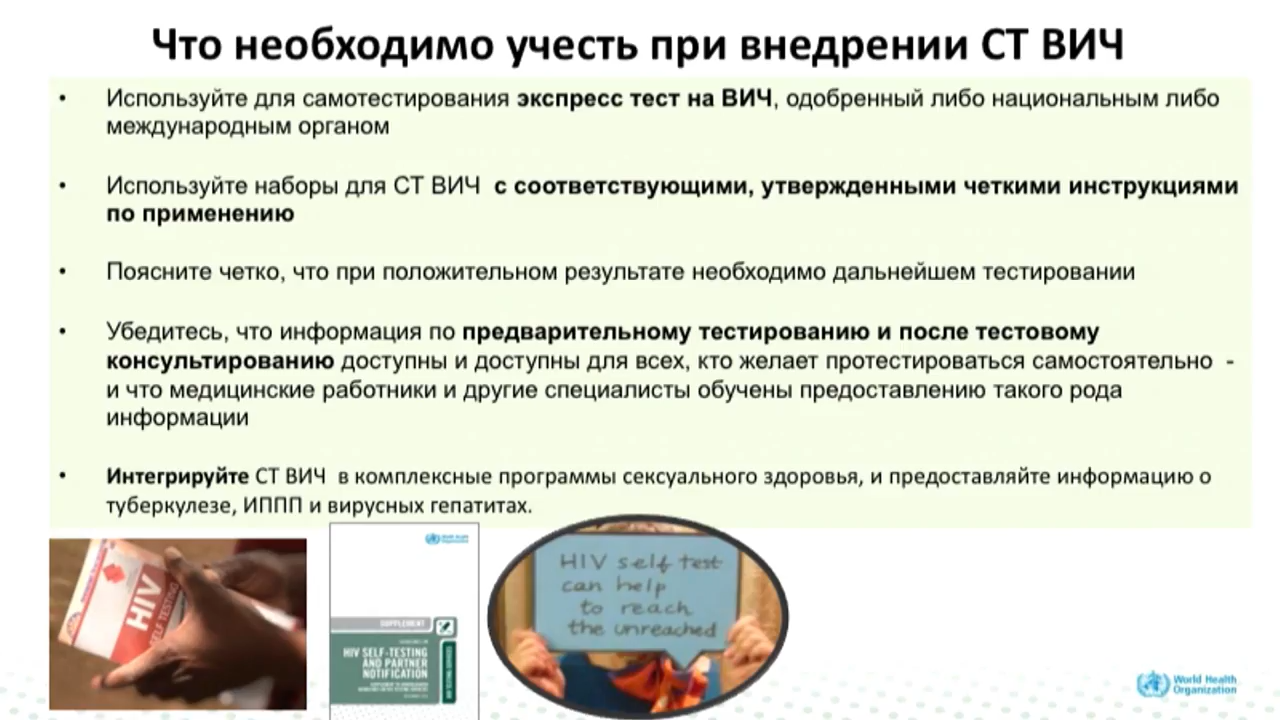 Что необходимо учесть при внедрении СТ ВИЧ
• Используйте для самотестирования экспресс тест на ВИЧ, одобренный либо национальным либо
международным органом
• Используйте наборы для СТ ВИЧ с соответствующими, утвержденными четкими инструкциями
по применению
• Поясните четко, что при положительном результате необходимо дальнейшем тестировании
• Убедитесь, что информация по предварительному тестированию и после тестовому
консультированию доступны и доступны для всех, кто желает протестироваться самостоятельно -
и что медицинские работники и другие специалисты обучены предоставлению такого рода
информации
• Интегрируйте СТ ВИЧ в комплексные программы сексуального здоровья, и предоставляйте информацию о
туберкулезе, ИППП и вирусных гепатитах.
HIV
SELF TESTING
World Health
Organization
SUPPLEMENT
HIV SELF-TESTING
AND PARTNER
NOTIFICATION
HIV self test
can help
to reach
the unreached
World Health
Organization